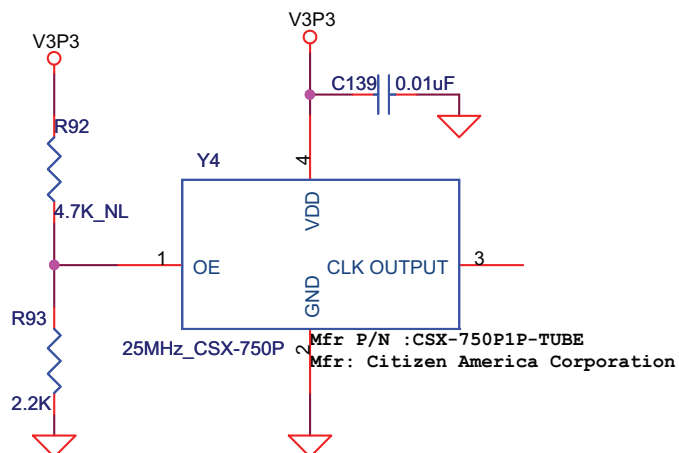 V3P3
V3P3
C139 0.01uF
R92
Y4
4
VDD
4.7K_NL
1
OE
CLK OUTPUT
3
GND
R93
25MHz_CSX-750P
2
Mfr P/N :CSX-750P1P-TUBE
Mfr: Citizen America Corporation
2.2K